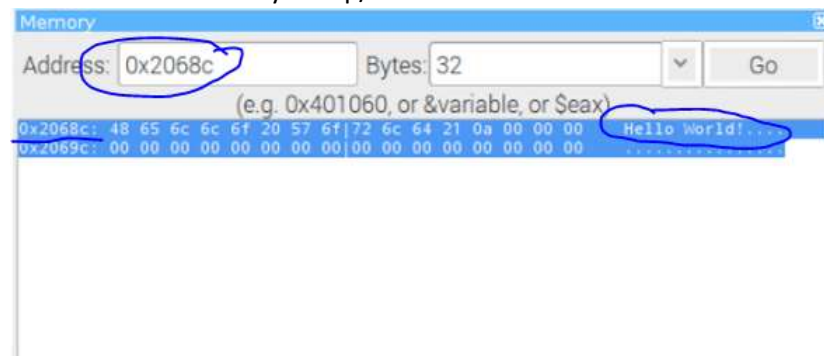 Memory
Address: 0x2068c Bytes: 32 Go
(e.g. 0x401060, or &variable, or $eax)
0x2068c: 48 65 6c 6c 6f 20 57 6f|72 6c 64 21 0a 00 00 00 Hello World!....
0x2069c: 00 00 00 00 00 00 00 00|00 00 00 00 00 00 00 00 ................